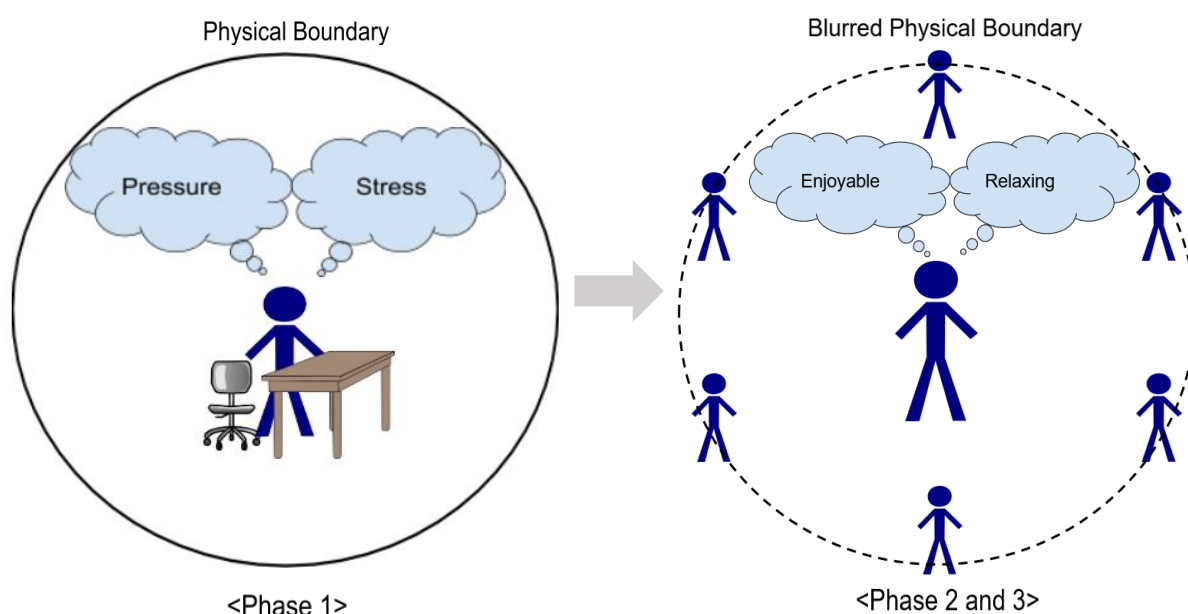 Physical Boundary
Pressure
Stress
<Phase 1>
Blurred Physical Boundary
Enjoyable
Relaxing
<Phase 2 and 3>